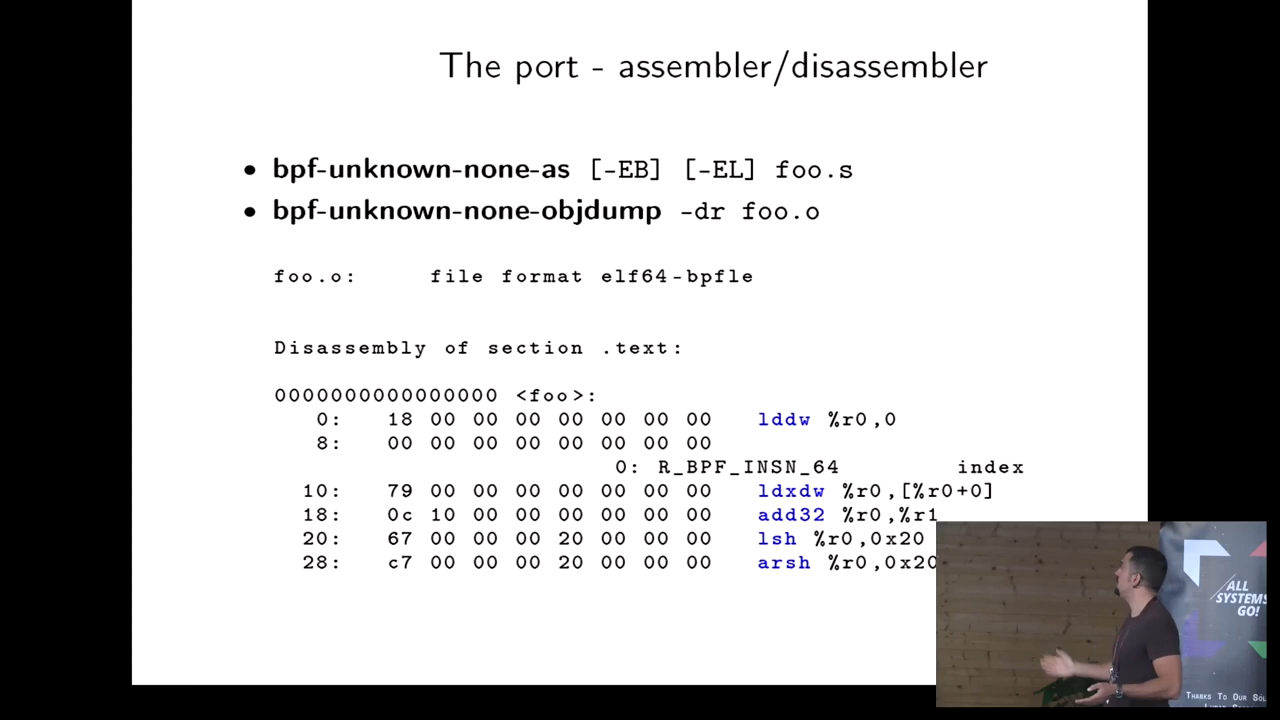 The port - assembler/disassembler
• bpf-unknown-none-as [-EB] [-EL] foo.s
• bpf-unknown-none-objdump -dr foo.o
foo.o: file format elf64-bpfle
Disassembly of section .text:
0000000000000000 <foo>:
0: 18 00 00 00 00 00 00 00 lddw %r0,0
8: 00 00 00 00 00 00 00 00
0: R_BPF_INSN_64 index
10: 79 00 00 00 00 00 00 00 ldxdw %r0,[%r0+0]
18: 0c 10 00 00 00 00 00 00 add32 %r0,%r1
20: 67 00 00 00 20 00 00 00 lsh %r0,0x20
28: c7 00 00 00 20 00 00 00 arsh %r0,0x20
ALL
SYSTEMS
GO!
Thanks To Our